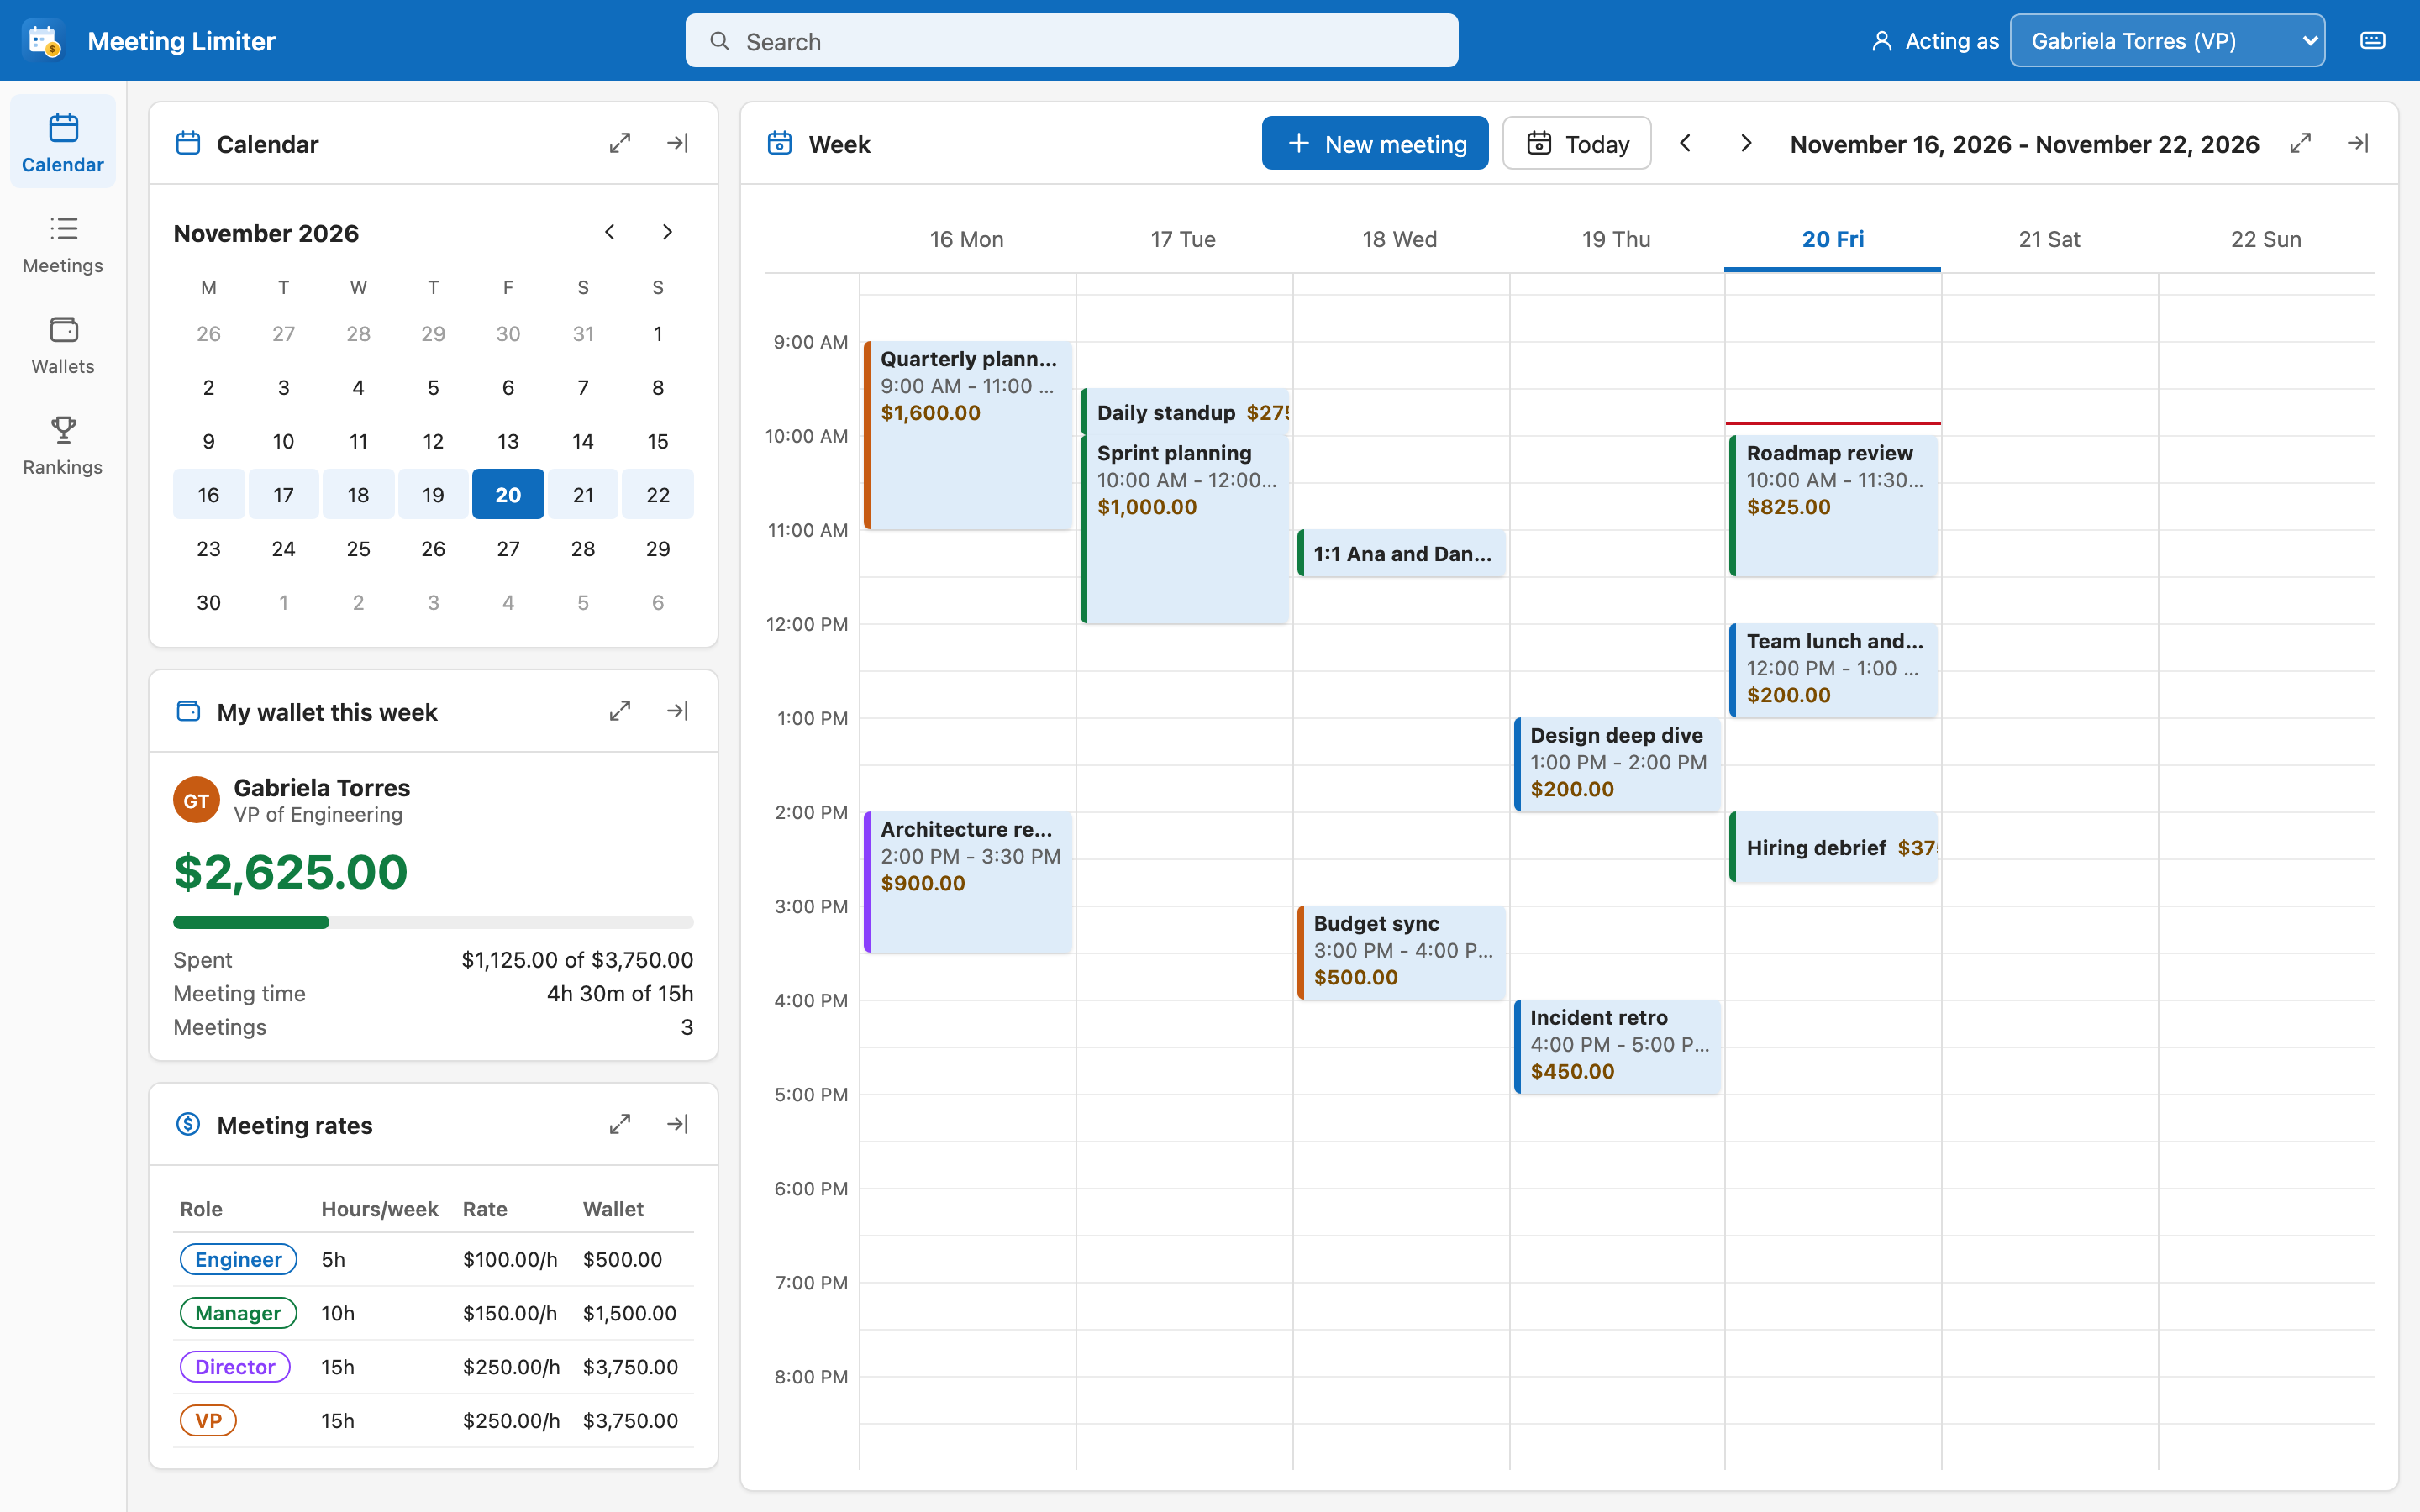 Meeting Limiter
Search
Acting as
Gabriela Torres (VP)
Calendar
Meetings
Wallets
Rankings
Calendar
November 2026
M T W T F S S
26 27 28 29 30 31 1
2 3 4 5 6 7 8
9 10 11 12 13 14 15
16 17 18 19 20 21 22
23 24 25 26 27 28 29
30 1 2 3 4 5 6
My wallet this week
GT
Gabriela Torres
VP of Engineering
$2,625.00
Spent $1,125.00 of $3,750.00
Meeting time 4h 30m of 15h
Meetings 3
Meeting rates
Role Hours/week Rate Wallet
Engineer 5h $100.00/h $500.00
Manager 10h $150.00/h $1,500.00
Director 15h $250.00/h $3,750.00
VP 15h $250.00/h $3,750.00
Week
New meeting
Today
November 16, 2026 - November 22, 2026
16 Mon 17 Tue 18 Wed 19 Thu 20 Fri 21 Sat 22 Sun
9:00 AM
10:00 AM
11:00 AM
12:00 PM
1:00 PM
2:00 PM
3:00 PM
4:00 PM
5:00 PM
6:00 PM
7:00 PM
8:00 PM
Quarterly plann...
9:00 AM - 11:00 ...
$1,600.00
Architecture re...
2:00 PM - 3:30 PM
$900.00
Daily standup $275
Sprint planning
10:00 AM - 12:00...
$1,000.00
1:1 Ana and Dan...
Budget sync
3:00 PM - 4:00 P...
$500.00
Design deep dive
1:00 PM - 2:00 PM
$200.00
Incident retro
4:00 PM - 5:00 P...
$450.00
Roadmap review
10:00 AM - 11:30...
$825.00
Team lunch and...
12:00 PM - 1:00 ...
$200.00
Hiring debrief $37